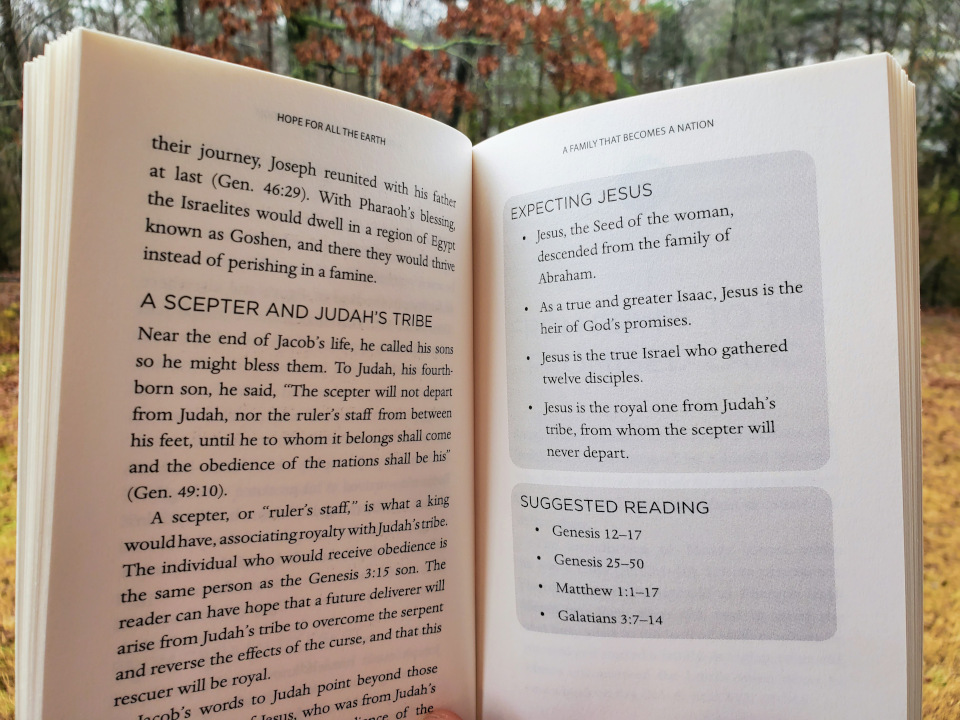 HOPE FOR ALL THE EARTH
their journey, Joseph reunited with his father
at last (Gen. 46:29). With Pharaoh's blessing,
the Israelites would dwell in a region of Egypt
known as Goshen, and there they would thrive
instead of perishing in a famine.
A SCEPTER AND JUDAH'S TRIBE
Near the end of Jacob's life, he called his sons
so he might bless them. To Judah, his fourth-
born son, he said, "The scepter will not depart
from Judah, nor the ruler's staff from between
his feet, until he to whom it belongs shall come
and the obedience of the nations shall be his"
(Gen. 49:10).
A scepter, or "ruler's staff," is what a king
would have, associating royalty with Judah's tribe.
The individual who would receive obedience is
the same person as the Genesis 3:15 son. The
reader can have hope that a future deliverer will
arise from Judah's tribe to overcome the serpent
and reverse the effects of the curse, and that this
rescuer will be royal.
Jacob's words to Judah point beyond those
of Jesus, who was from Judah's
of the
A FAMILY THAT BECOMES A NATION
EXPECTING JESUS
• Jesus, the Seed of the woman,
descended from the family of
Abraham.
• As a true and greater Isaac, Jesus is the
heir of God's promises.
• Jesus is the true Israel who gathered
twelve disciples.
• Jesus is the royal one from Judah's
tribe, from whom the scepter will
never depart.
SUGGESTED READING
• Genesis 12–17
• Genesis 25–50
• Matthew 1:1–17
• Galatians 3:7–14